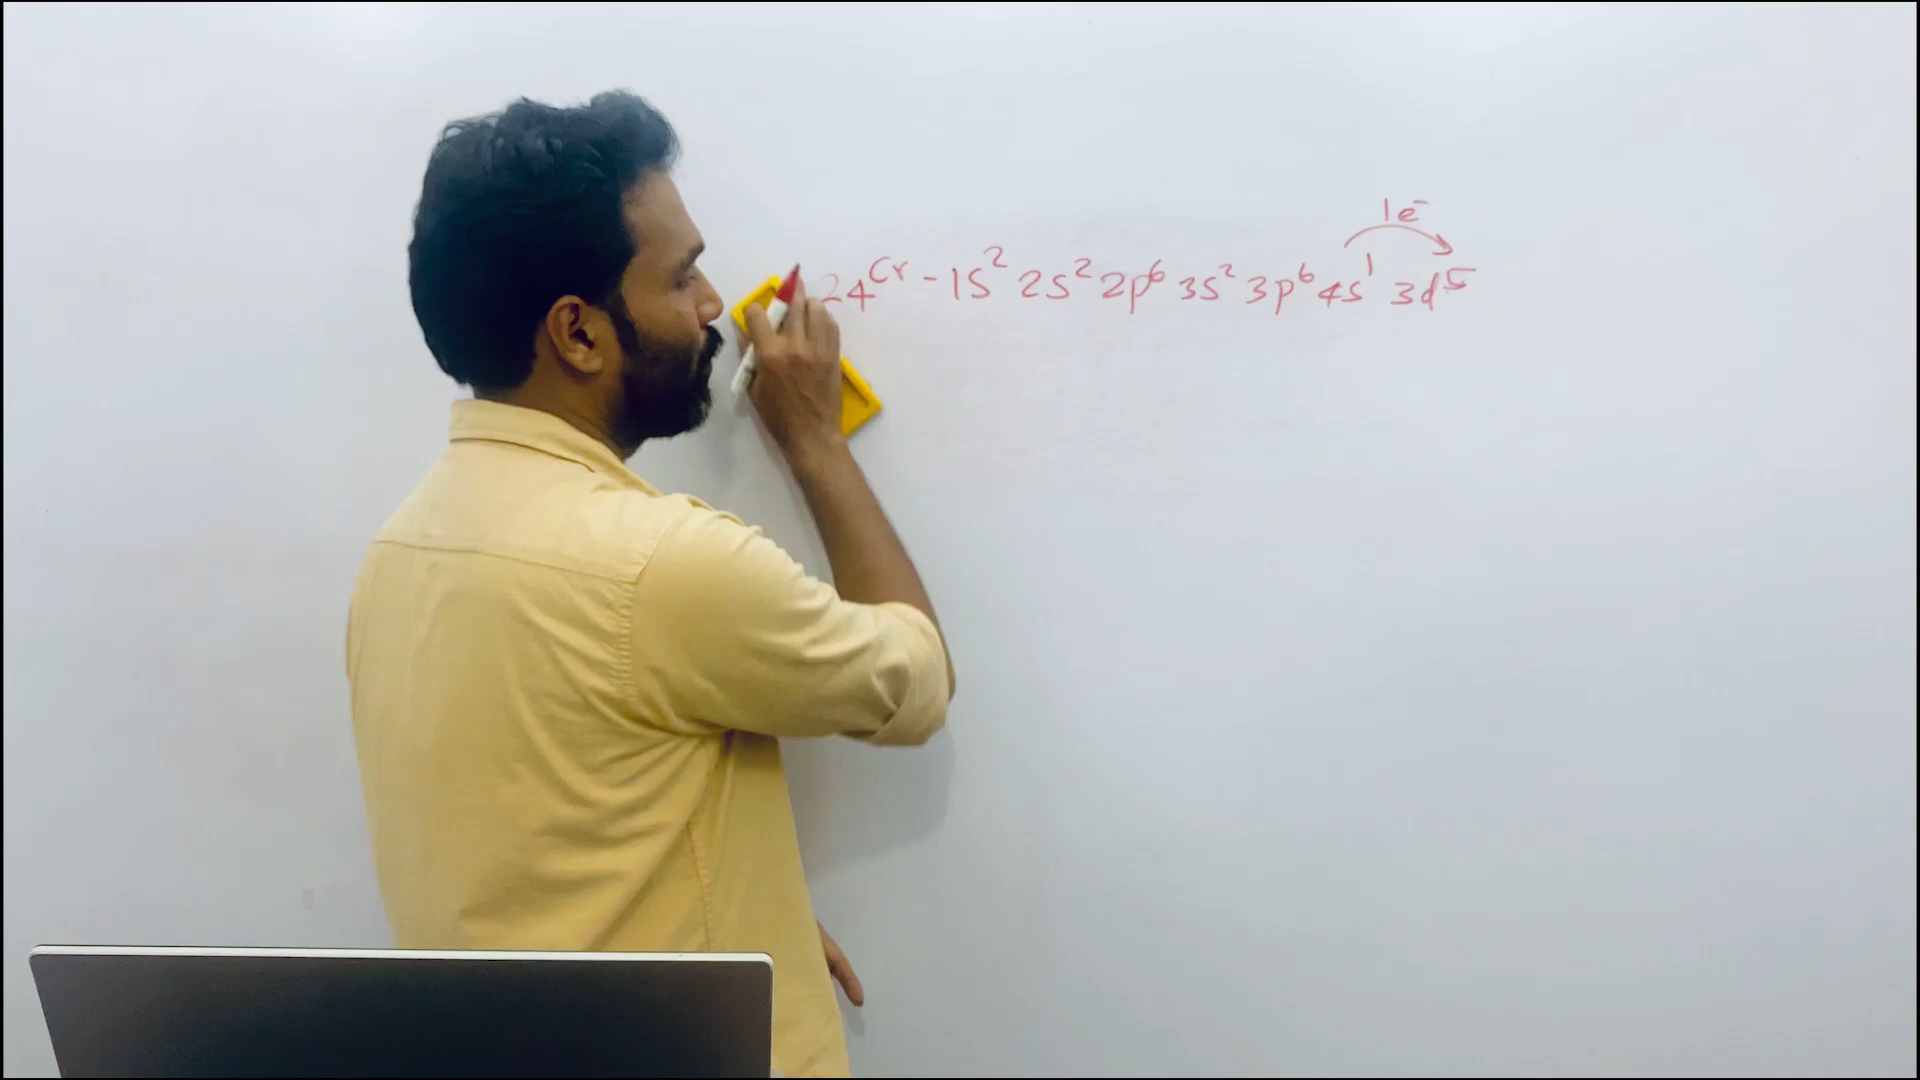 1e⁻
24Cr - 1s² 2s² 2p⁶ 3s² 3p⁶ 4s¹ 3d⁵